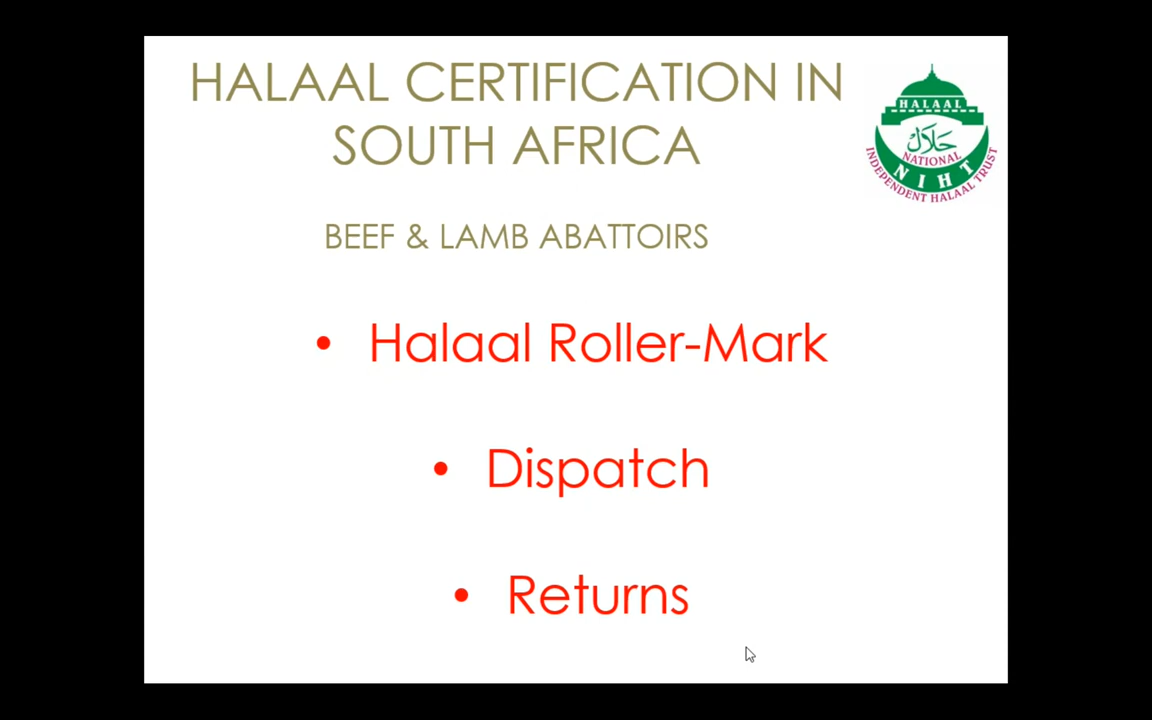 HALAAL CERTIFICATION IN
SOUTH AFRICA
HALAAL
حلال
NATIONAL
NIHT
INDEPENDENT HALAAL TRUST
BEEF & LAMB ABATTOIRS
• Halaal Roller-Mark
• Dispatch
• Returns